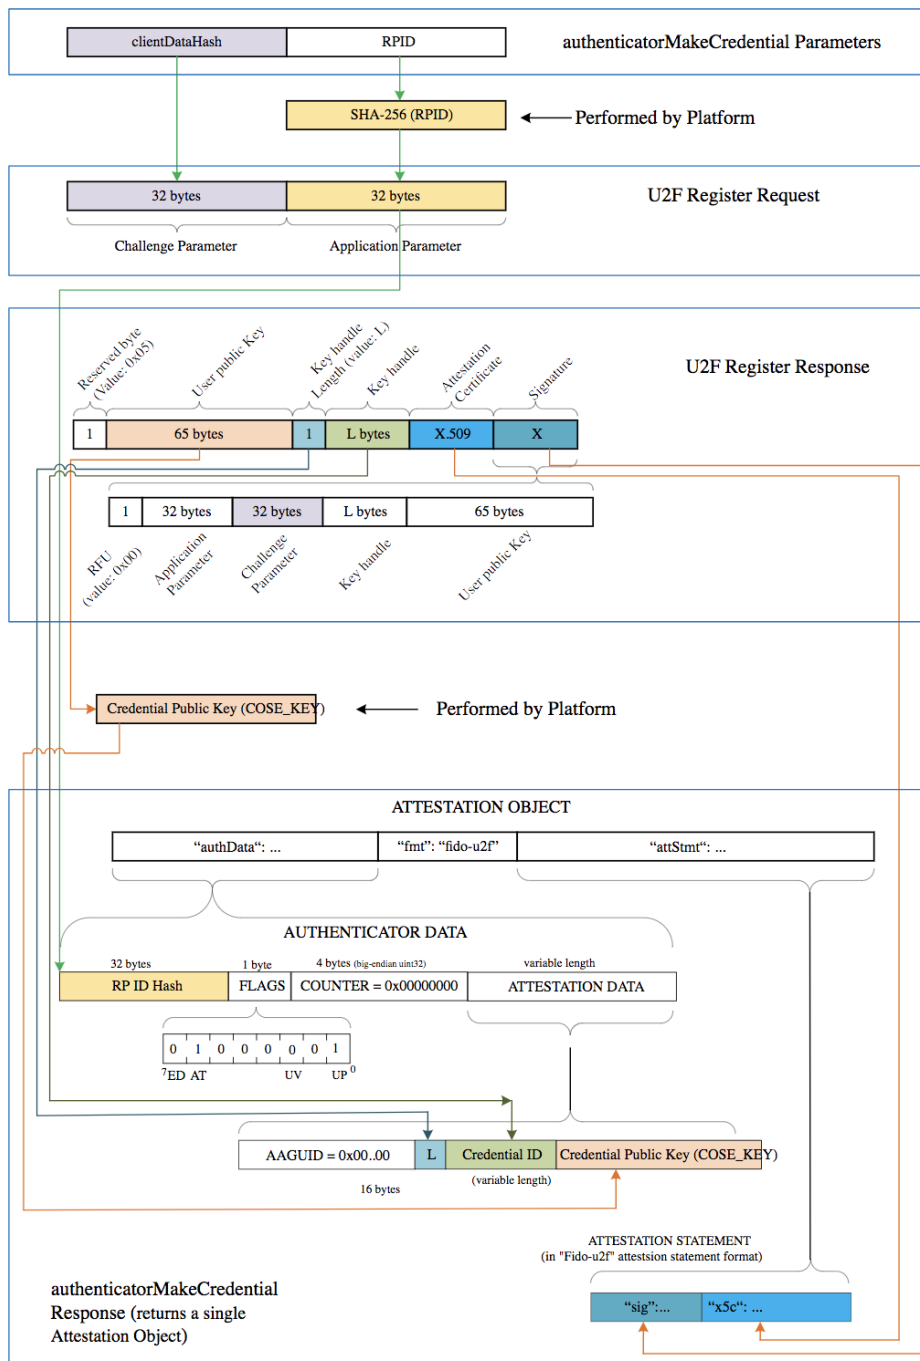 clientDataHash
RPID
authenticatorMakeCredential Parameters
SHA-256 (RPID)
Performed by Platform
32 bytes
32 bytes
U2F Register Request
Challenge Parameter
Application Parameter
Reserved byte
(Value: 0x05)
User public Key
Key handle
Length (value: L)
Key handle
Attestation
Certificate
Signature
U2F Register Response
1
65 bytes
1
L bytes
X.509
X
1
32 bytes
32 bytes
L bytes
65 bytes
RFU
(value: 0x00)
Application
Parameter
Challenge
Parameter
Key handle
User public Key
Credential Public Key (COSE_KEY)
Performed by Platform
ATTESTATION OBJECT
“authData“: ...
“fmt”: “fido-u2f”
“attStmt“: ...
AUTHENTICATOR DATA
32 bytes
1 byte
4 bytes (big-endian uint32)
variable length
RP ID Hash
FLAGS
COUNTER = 0x00000000
ATTESTATION DATA
0 1 0 0 0 0 0 1
7 ED AT UV UP 0
AAGUID = 0x00..00
L
Credential ID
Credential Public Key (COSE_KEY)
16 bytes
(variable length)
ATTESTATION STATEMENT
(in "Fido-u2f" attestsion statement format)
authenticatorMakeCredential
Response (returns a single
Attestation Object)
“sig”:...
“x5c“: ...